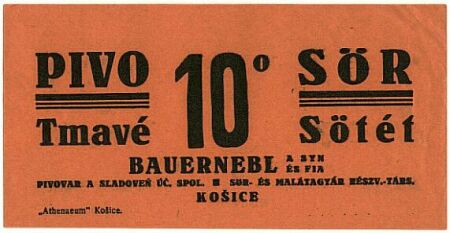 PIVO 10° SÖR
Tmavé Sötét
BAUERNEBL A SYN ÉS FIA
PIVOVAR A SLADOVEŇ ÚČ. SPOL. SÖR- ÉS MALÁTAGYÁR RÉSZV.-TÁRS.
KOŠICE
„Athenaeum" Košice.